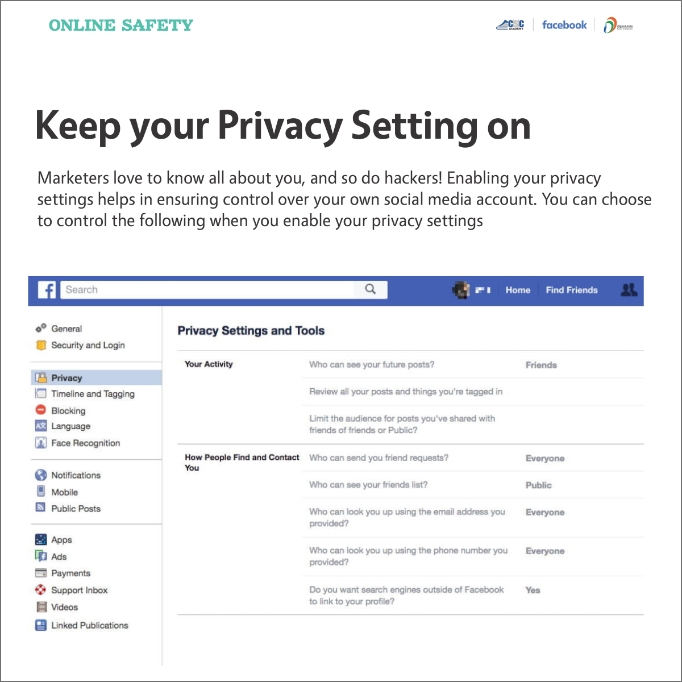 ONLINE SAFETY
CSC
facebook
Keep your Privacy Setting on
Marketers love to know all about you, and so do hackers! Enabling your privacy
settings helps in ensuring control over your own social media account. You can choose
to control the following when you enable your privacy settings
Search
Home
Find Friends
General
Security and Login
Privacy
Timeline and Tagging
Blocking
Language
Face Recognition
Notifications
Mobile
Public Posts
Apps
Ads
Payments
Support Inbox
Videos
Linked Publications
Privacy Settings and Tools
Your Activity
Who can see your future posts?
Friends
Review all your posts and things you're tagged in
Limit the audience for posts you've shared with
friends of friends or Public?
How People Find and Contact
You
Who can send you friend requests?
Everyone
Who can see your friends list?
Public
Who can look you up using the email address you
provided?
Everyone
Who can look you up using the phone number you
provided?
Everyone
Do you want search engines outside of Facebook
to link to your profile?
Yes